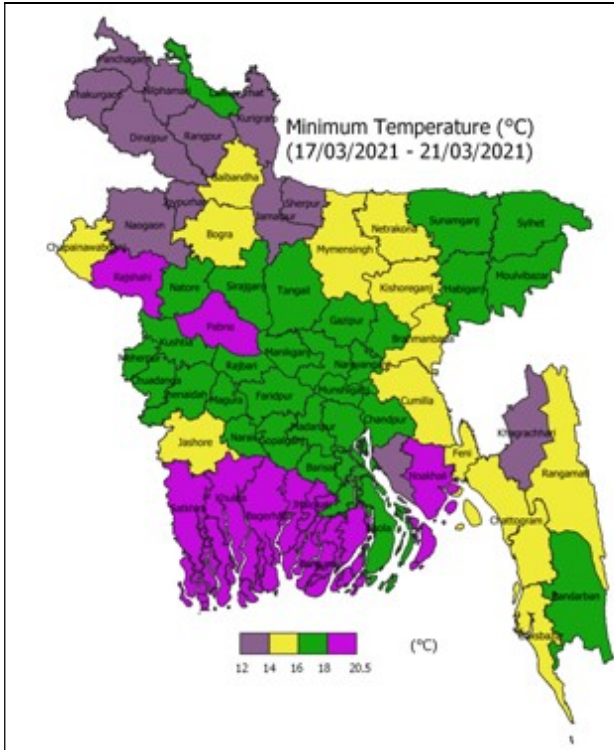 Panchagarh
Thakurgaon Nilphamari Lalmonirhat
Kurigram
Dinajpur Rangpur
Minimum Temperature (°C)
(17/03/2021 - 21/03/2021)
Gaibandha
Joypurhat Sherpur
Naogaon Jamalpur
Bogra
Netrakona Sunamganj Sylhet
Chapainawabganj Mymensingh
Rajshahi Moulvibazar
Natore Sirajganj Tangail Kishoreganj Habiganj
Pabna Gazipur
Kushtia Brahmanbaria
Meherpur Manikganj
Rajbari Narayanganj
Chuadanga
Jhenaidah Magura Faridpur Munshiganj Cumilla
Chandpur Khagrachhari
Madaripur
Jashore Narail Gopalganj Feni Rangamati
Barisal Noakhali
Satkhira Khulna
Bagerhat Chattogram
Bhola
Bandarban
(°C)
12 14 16 18 20.5